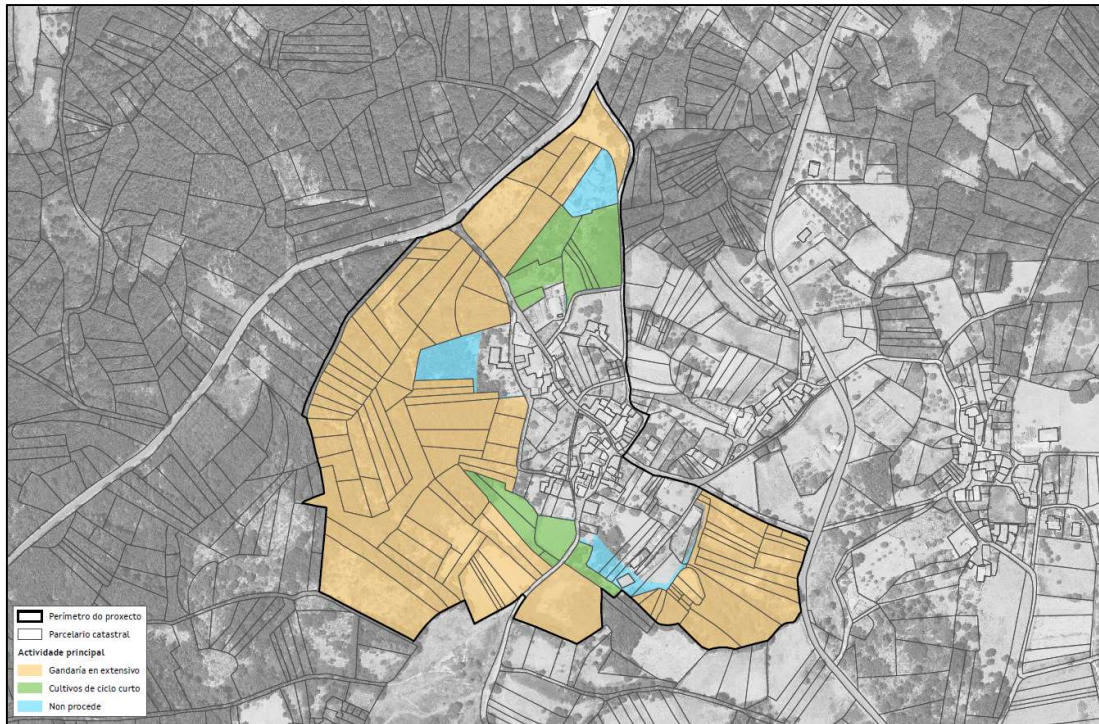 Perímetro do proxecto
Parcelario catastral
Actividade principal
Gandaría en extensivo
Cultivos de ciclo curto
Non procede